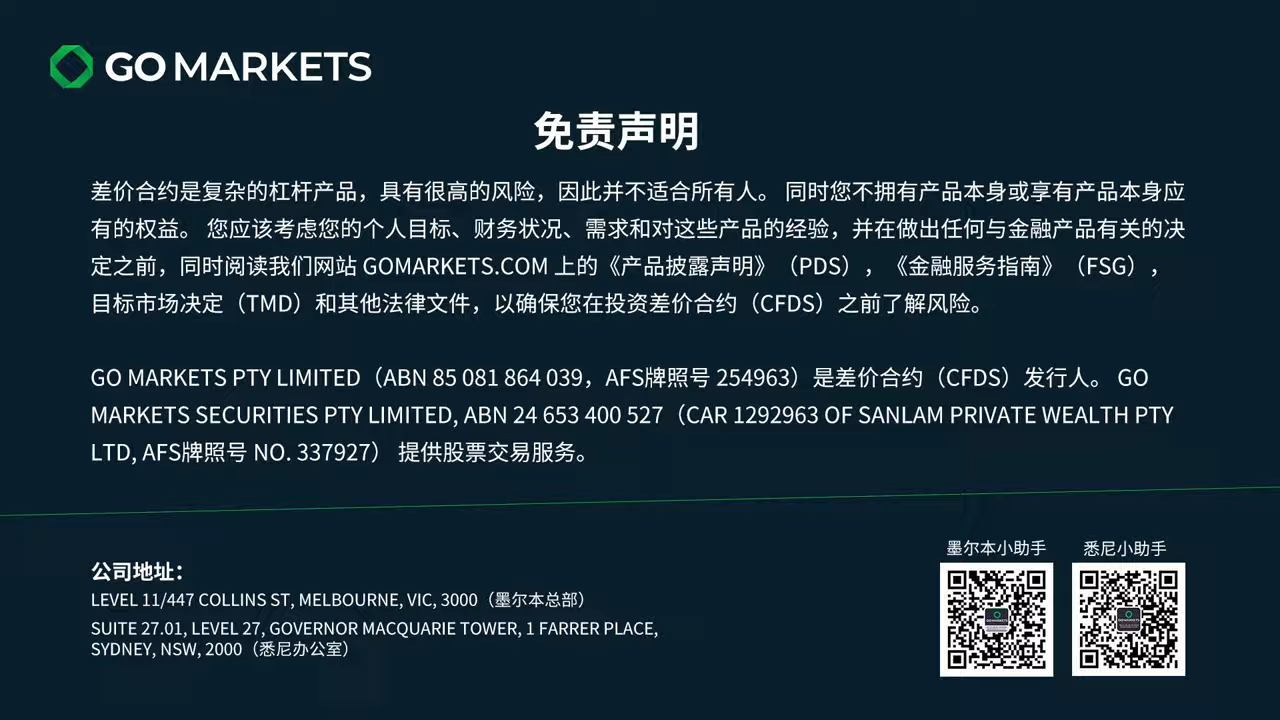 GO MARKETS
免责声明
差价合约是复杂的杠杆产品，具有很高的风险，因此并不适合所有人。 同时您不拥有产品本身或享有产品本身应
有的权益。 您应该考虑您的个人目标、财务状况、需求和对这些产品的经验，并在做出任何与金融产品有关的决
定之前，同时阅读我们网站 GOMARKETS.COM 上的《产品披露声明》（PDS），《金融服务指南》（FSG），
目标市场决定（TMD）和其他法律文件，以确保您在投资差价合约（CFDS）之前了解风险。
GO MARKETS PTY LIMITED（ABN 85 081 864 039，AFS牌照号 254963）是差价合约（CFDS）发行人。 GO
MARKETS SECURITIES PTY LIMITED, ABN 24 653 400 527（CAR 1292963 OF SANLAM PRIVATE WEALTH PTY
LTD, AFS牌照号 NO. 337927） 提供股票交易服务。
公司地址：
LEVEL 11/447 COLLINS ST, MELBOURNE, VIC, 3000（墨尔本总部）
SUITE 27.01, LEVEL 27, GOVERNOR MACQUARIE TOWER, 1 FARRER PLACE,
SYDNEY, NSW, 2000（悉尼办公室）
墨尔本小助手
悉尼小助手
GOMARKETS
GOMARKETS